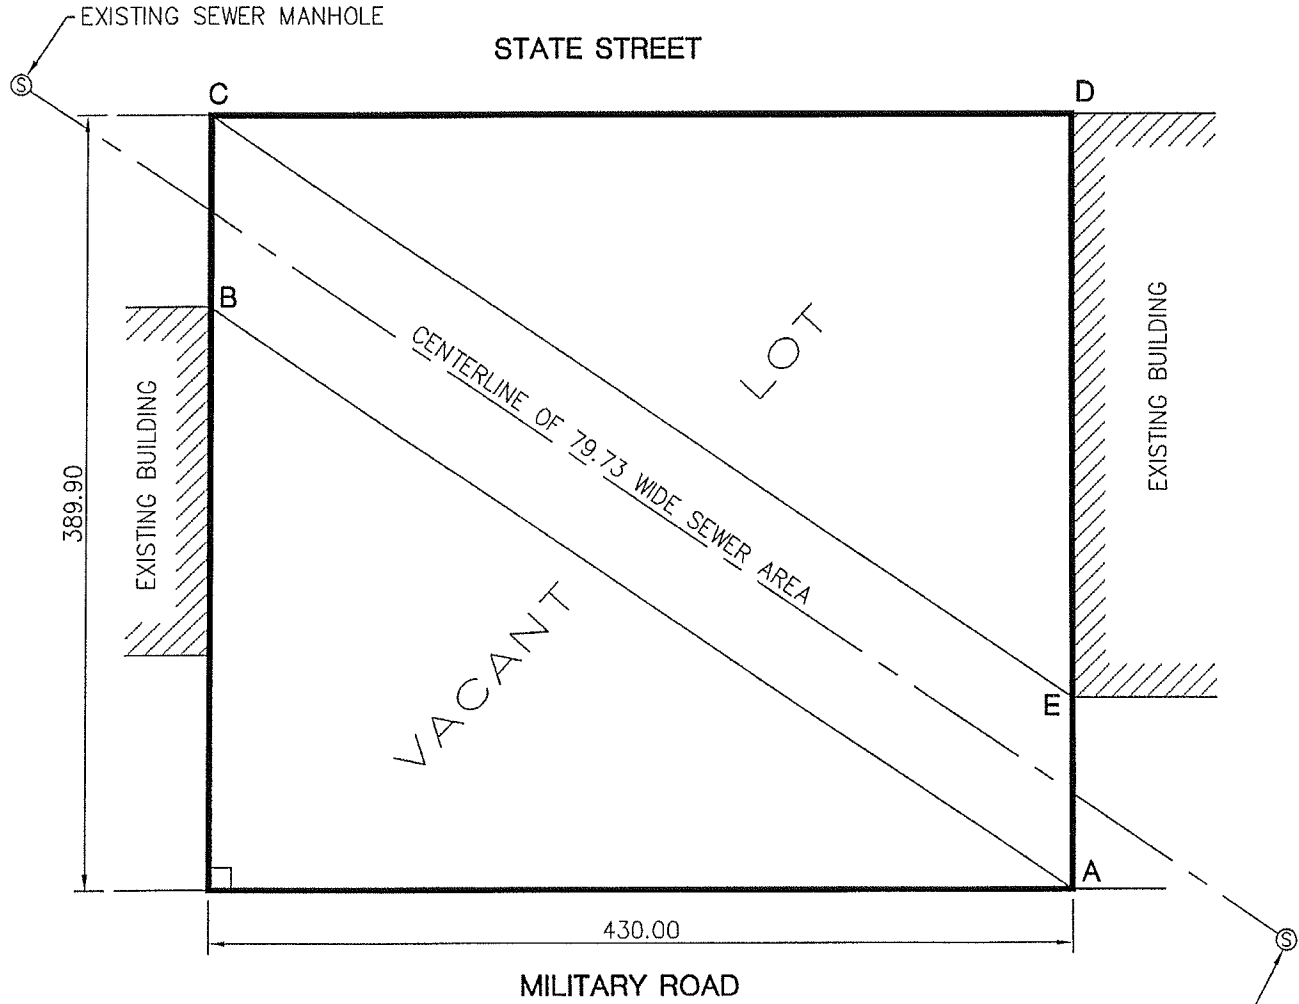 EXISTING SEWER MANHOLE
STATE STREET
S
C
D
B
LOT
CENTERLINE OF 79.73 WIDE SEWER AREA
EXISTING BUILDING
EXISTING BUILDING
389.90
VACANT
E
A
430.00
S
MILITARY ROAD